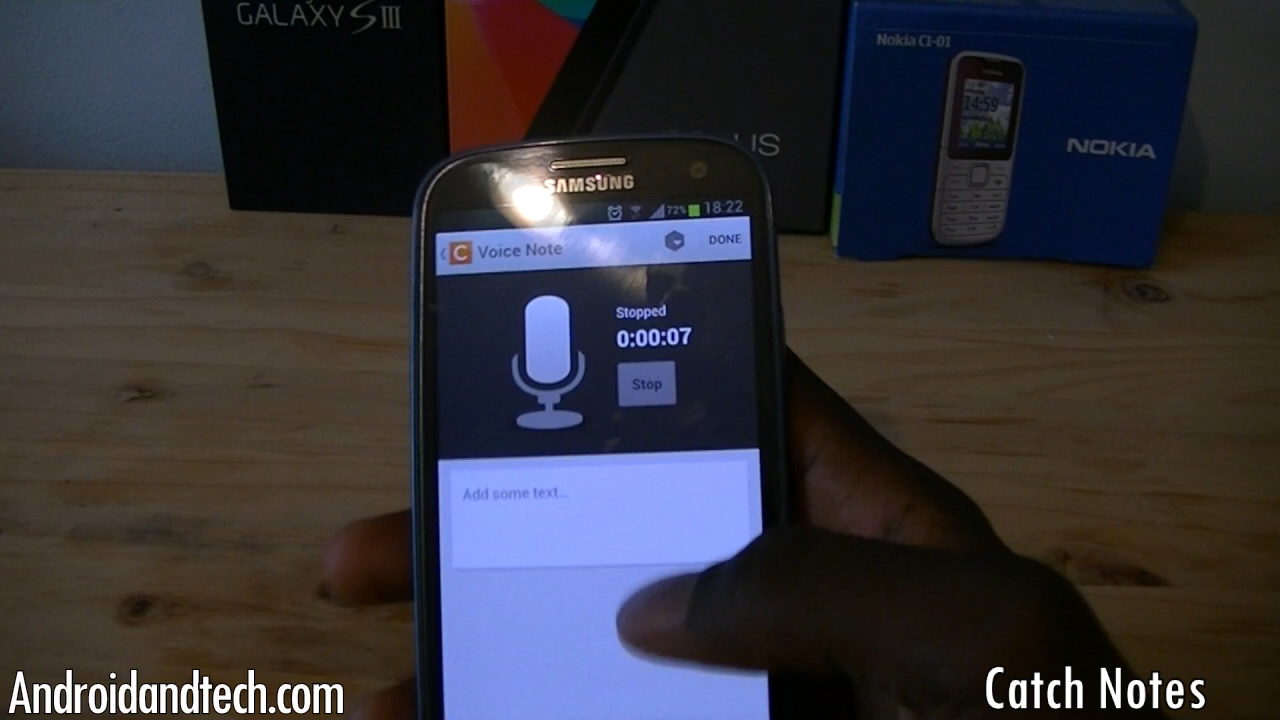 GALAXY SIII
Nokia C1-01
14:59
NOKIA
SAMSUNG
72% 18:22
C Voice Note DONE
Stopped
0:00:07
Stop
Add some text...
Androidandtech.com
Catch Notes